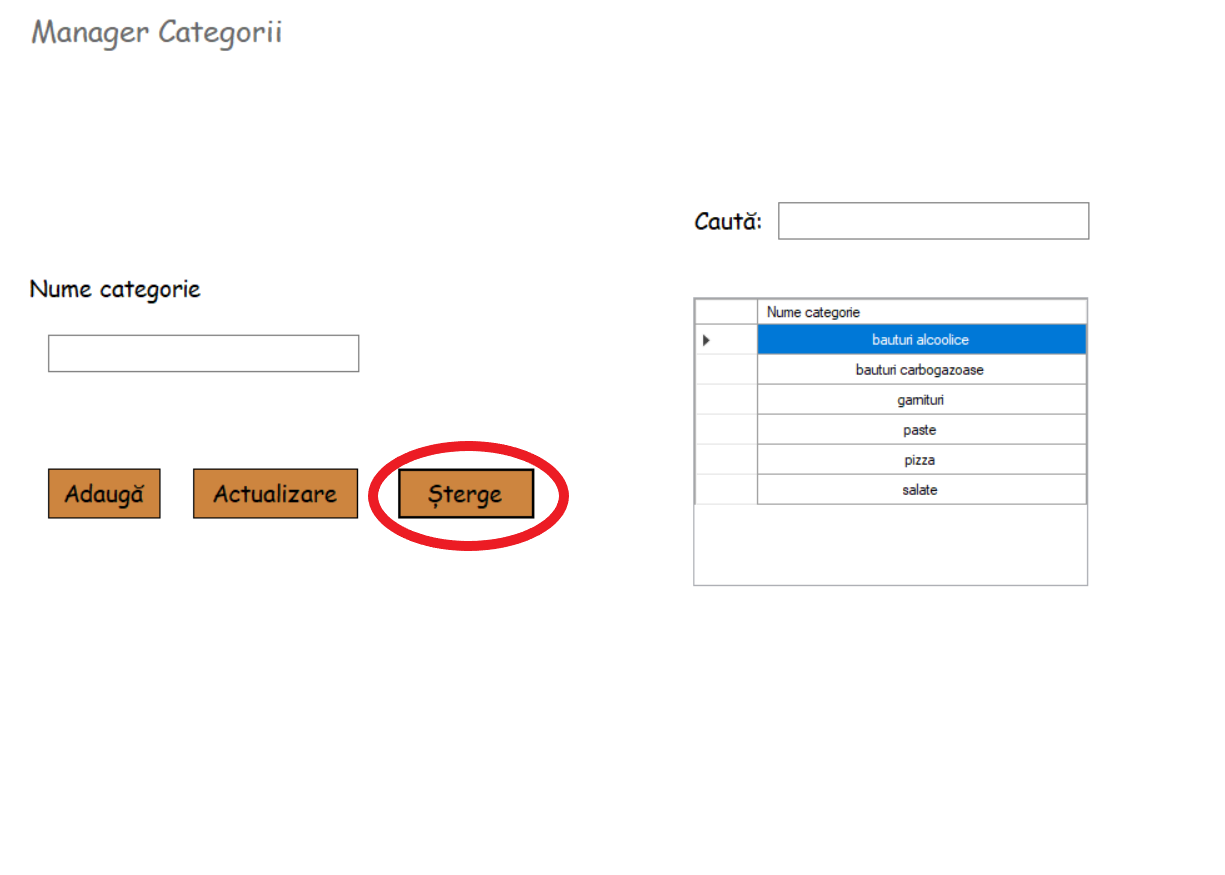 Manager Categorii
Caută:
Nume categorie
Nume categorie
bauturi alcoolice
bauturi carbogazoase
garnituri
paste
pizza
salate
Adaugă Actualizare Șterge